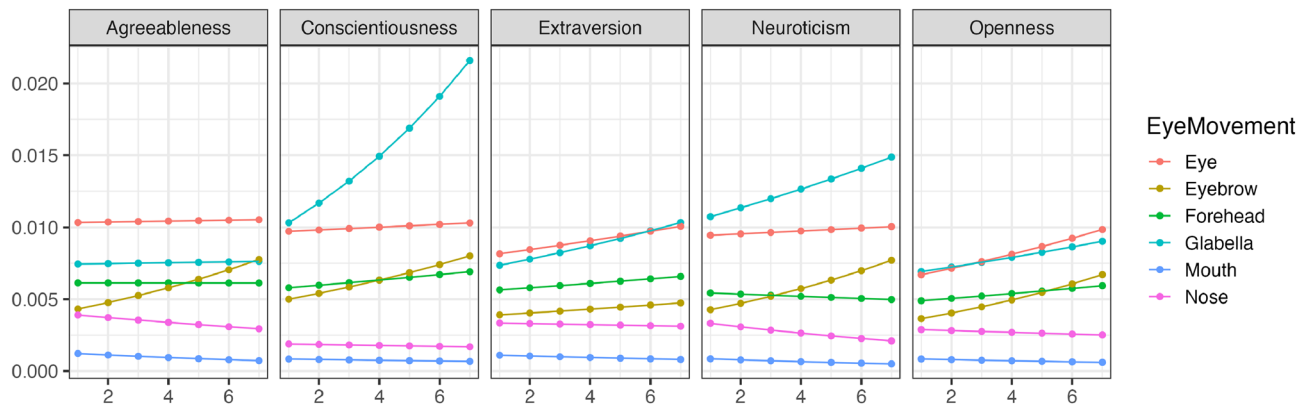 Agreeableness Conscientiousness Extraversion Neuroticism Openness
0.020
0.015
0.010
0.005
0.000
2 4 6 2 4 6 2 4 6 2 4 6 2 4 6
EyeMovement
Eye
Eyebrow
Forehead
Glabella
Mouth
Nose